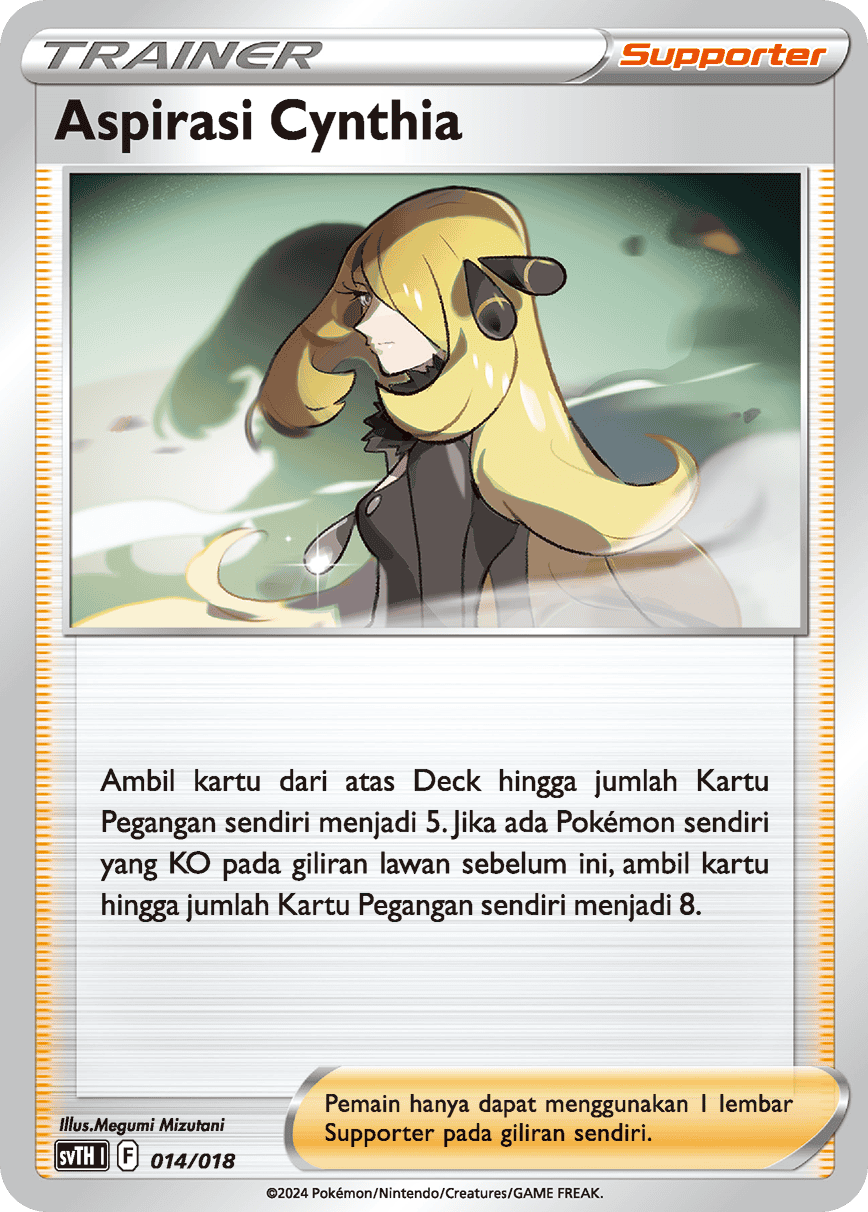 TRAINER
Supporter
Aspirasi Cynthia
Ambil kartu dari atas Deck hingga jumlah Kartu
Pegangan sendiri menjadi 5. Jika ada Pokémon sendiri
yang KO pada giliran lawan sebelum ini, ambil kartu
hingga jumlah Kartu Pegangan sendiri menjadi 8.
Illus.Megumi Mizutani
Pemain hanya dapat menggunakan 1 lembar
Supporter pada giliran sendiri.
svTH I F 014/018
©2024 Pokémon/Nintendo/Creatures/GAME FREAK.